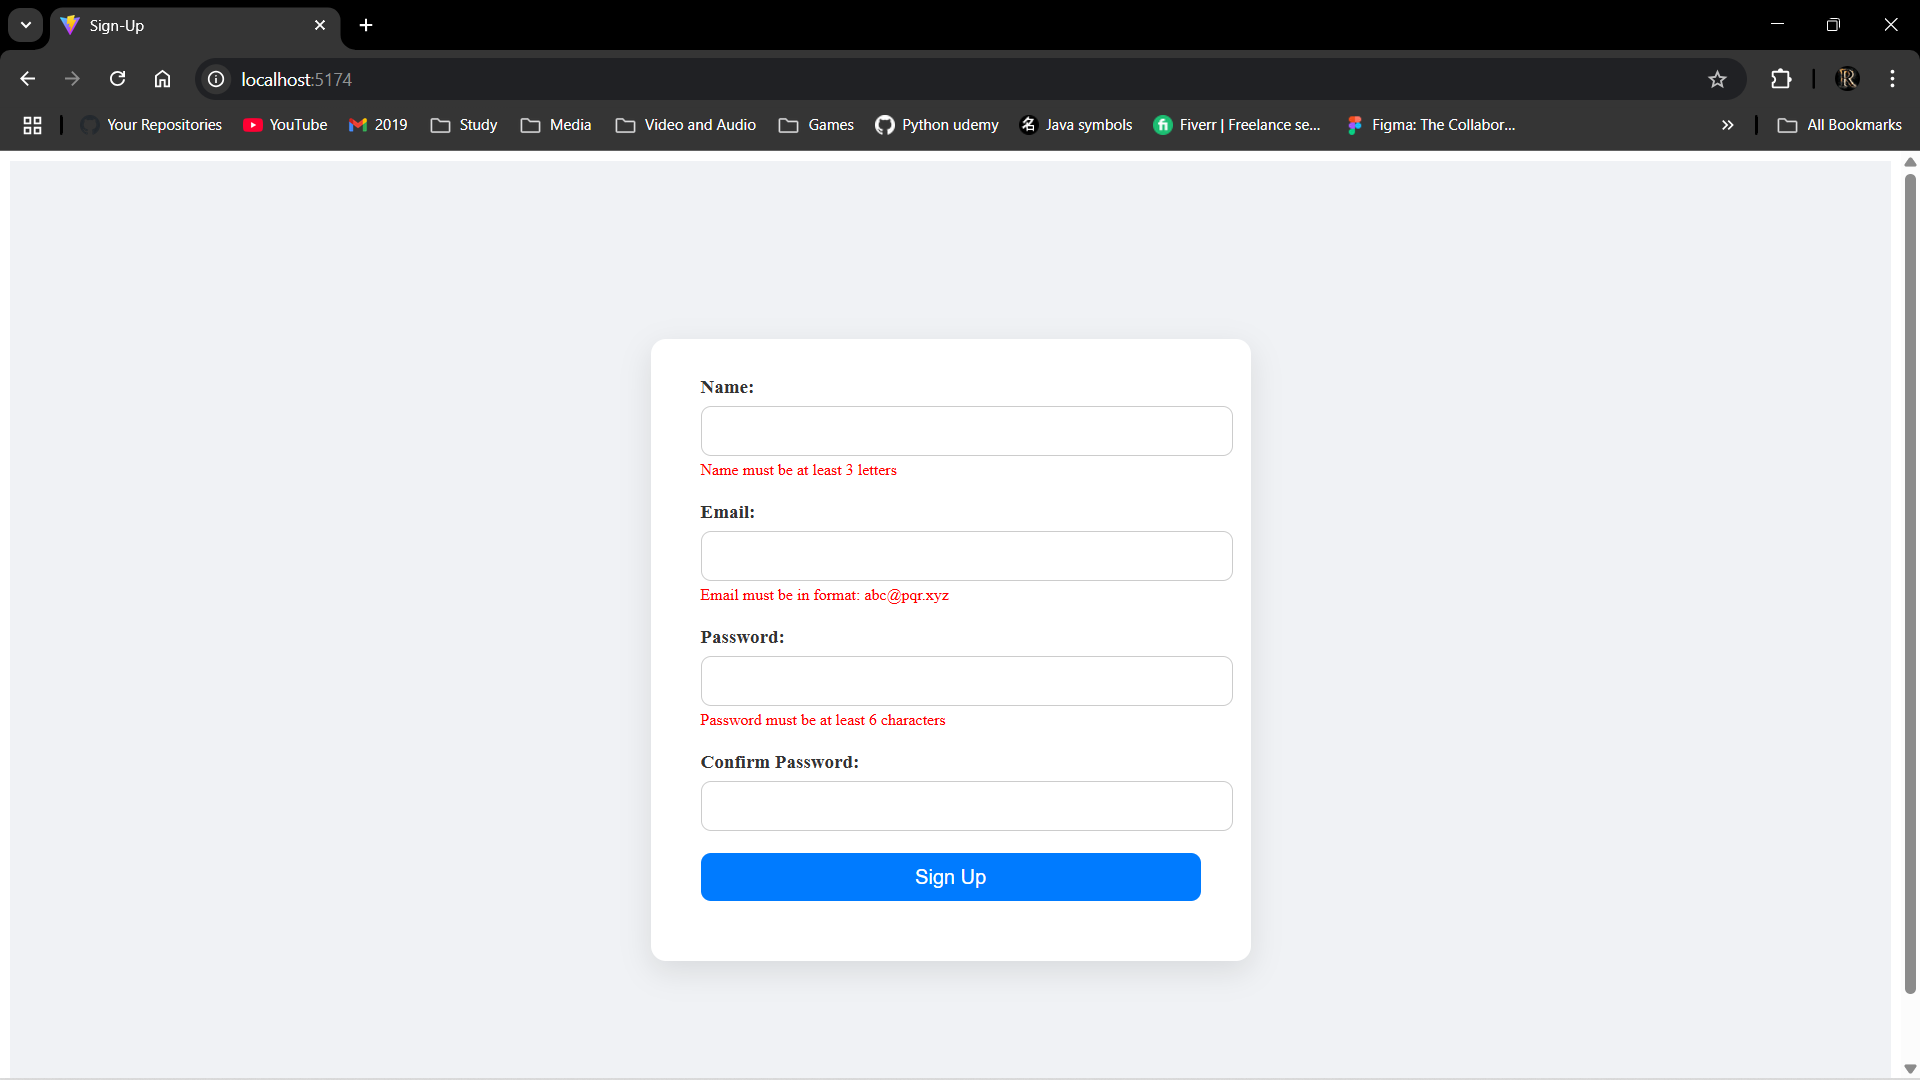 Sign-Up
localhost:5174
Your Repositories
YouTube
2019
Study
Media
Video and Audio
Games
Python udemy
名
Java symbols
fi
Fiverr | Freelance se...
Figma: The Collabor...
All Bookmarks
R
Name:
Name must be at least 3 letters
Email:
Email must be in format: abc@pqr.xyz
Password:
Password must be at least 6 characters
Confirm Password:
Sign Up